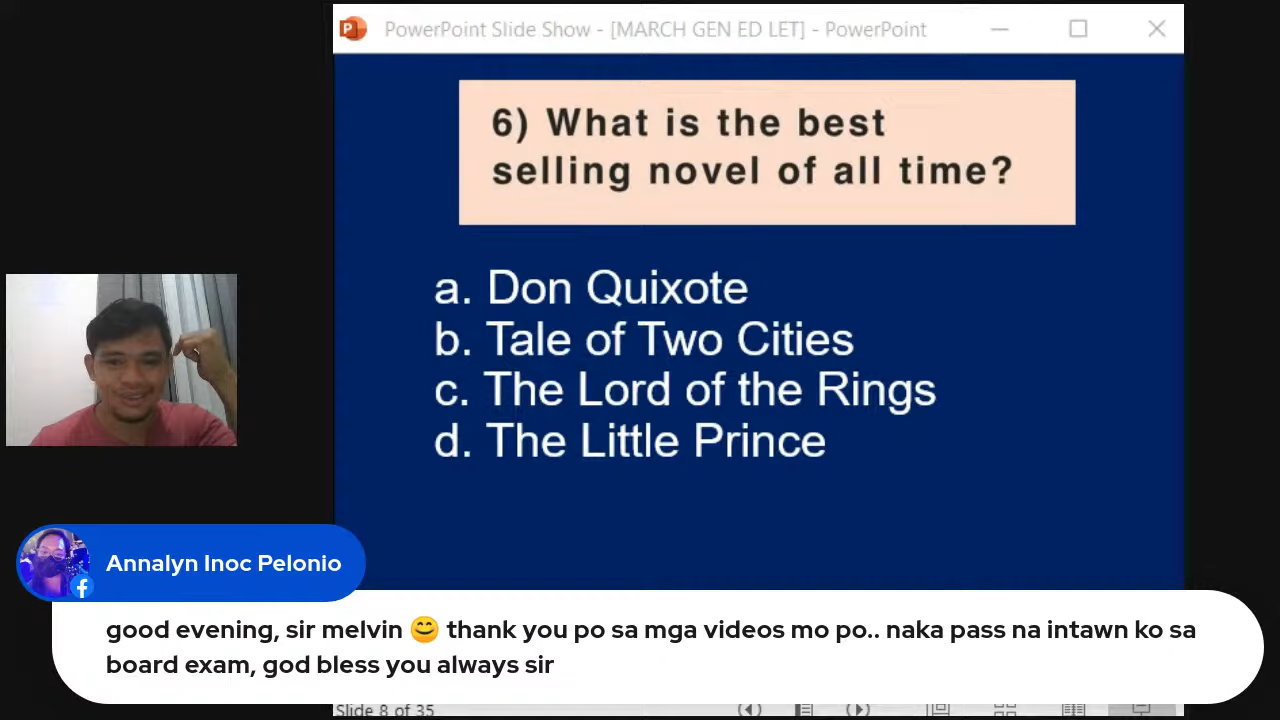 PowerPoint Slide Show - [MARCH GEN ED LET] - PowerPoint
6) What is the best
selling novel of all time?
a. Don Quixote
b. Tale of Two Cities
c. The Lord of the Rings
d. The Little Prince
Annalyn Inoc Pelonio
good evening, sir melvin 😊 thank you po sa mga videos mo po.. naka pass na intawn ko sa
board exam, god bless you always sir
Slide 8 of 35